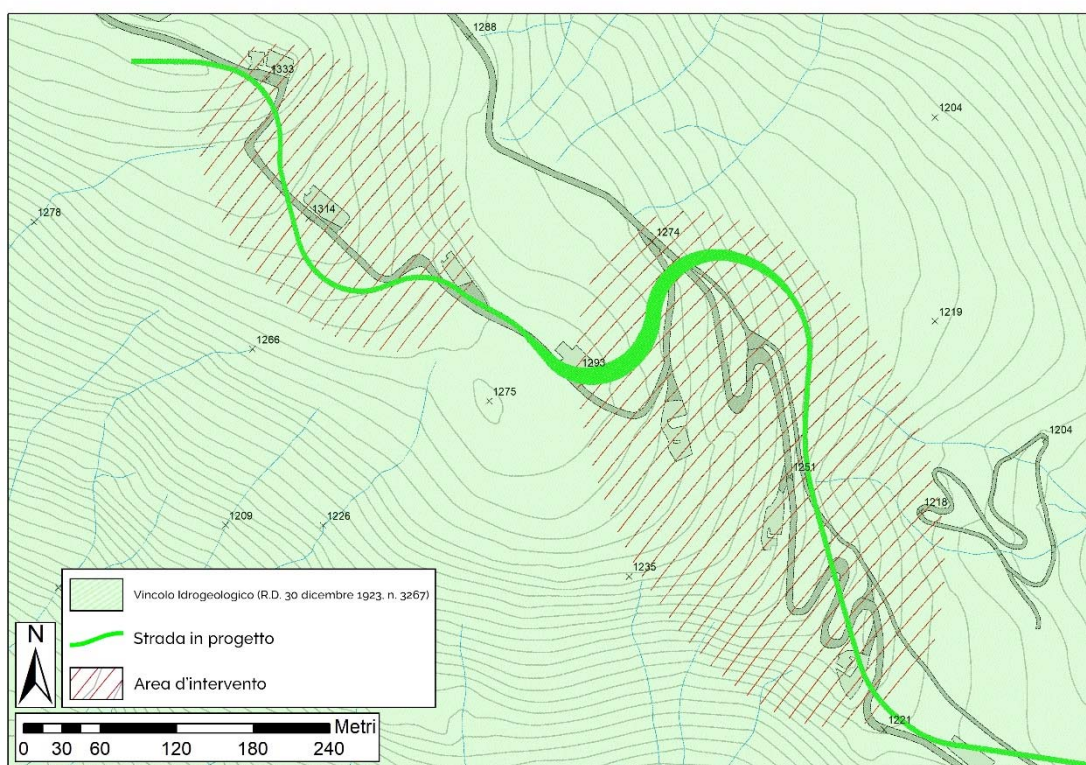 1288
1333
1204
1278
1314
1274
1219
1266
1293
1275
1204
1251
1218
1209
1226
1235
1221
Vincolo Idrogeologico (R.D. 30 dicembre 1923. n. 3267)
Strada in progetto
Area d'intervento
N
Metri
0 30 60 120 180 240